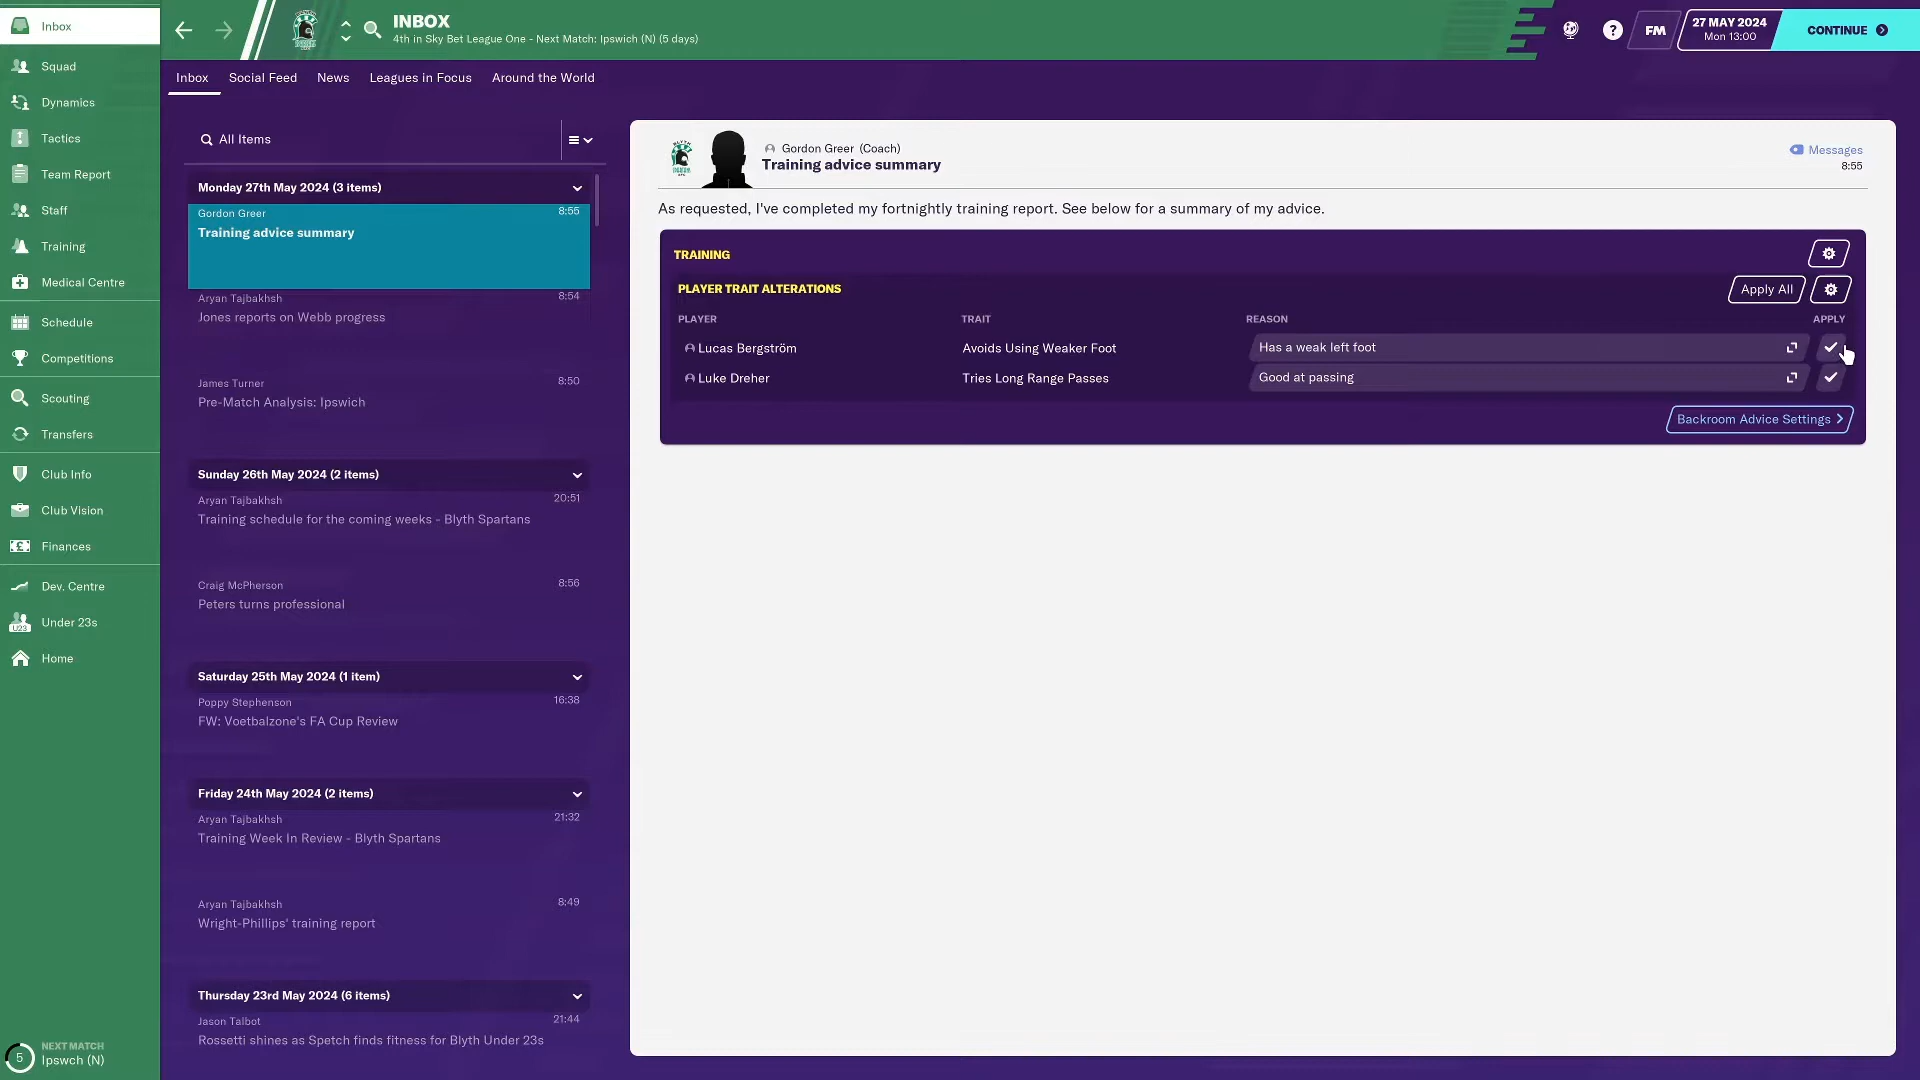 Inbox
Squad
Dynamics
Tactics
Team Report
Staff
Training
Medical Centre
Schedule
Competitions
Scouting
Transfers
Club Info
Club Vision
Finances
Dev. Centre
U23
Under 23s
Home
5
NEXT MATCH
Ipswch (N)
INBOX
4th in Sky Bet League One - Next Match: Ipswich (N) (5 days)
?
FM
27 MAY 2024
Mon 13:00
CONTINUE
Inbox
Social Feed
News
Leagues in Focus
Around the World
All Items
Monday 27th May 2024 (3 items)
Gordon Greer 8:55
Training advice summary
Aryan Tajbakhsh 8:54
Jones reports on Webb progress
James Turner 8:50
Pre-Match Analysis: Ipswich
Sunday 26th May 2024 (2 items)
Aryan Tajbakhsh 20:51
Training schedule for the coming weeks - Blyth Spartans
Craig McPherson 8:56
Peters turns professional
Saturday 25th May 2024 (1 item)
Poppy Stephenson 16:38
FW: Voetbalzone's FA Cup Review
Friday 24th May 2024 (2 items)
Aryan Tajbakhsh 21:32
Training Week In Review - Blyth Spartans
Aryan Tajbakhsh 8:49
Wright-Phillips' training report
Thursday 23rd May 2024 (6 items)
Jason Talbot 21:44
Rossetti shines as Spetch finds fitness for Blyth Under 23s
Gordon Greer (Coach)
Training advice summary
Messages
8:55
As requested, I've completed my fortnightly training report. See below for a summary of my advice.
TRAINING
PLAYER TRAIT ALTERATIONS
Apply All
PLAYER TRAIT REASON APPLY
Lucas Bergström Avoids Using Weaker Foot Has a weak left foot
Luke Dreher Tries Long Range Passes Good at passing
Backroom Advice Settings